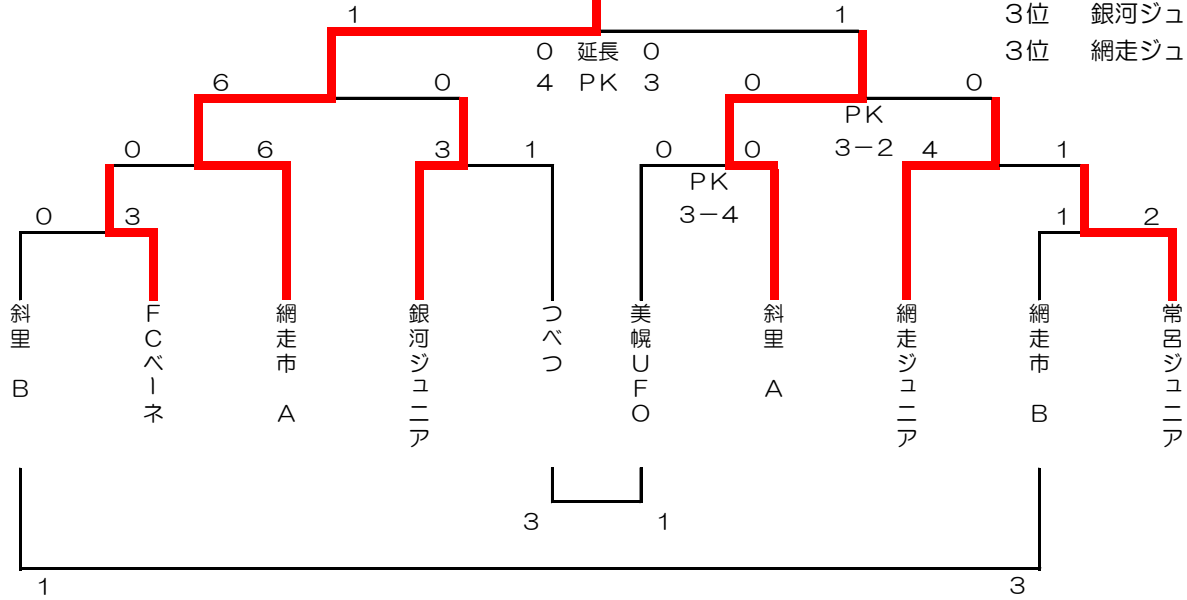 1 1 3位 銀河ジュ
0 延長 0 3位 網走ジュ
6 0 4 PK 3 0 0
PK
0 6 3 1 0 0 3-2 4 1
PK
0 3 3-4 1 2
斜里 B
FCベーネ
網走市 A
銀河ジュニア
つべつ
美幌UFO
斜里 A
網走ジュニア
網走市 B
常呂ジュニア
3 1
1 3